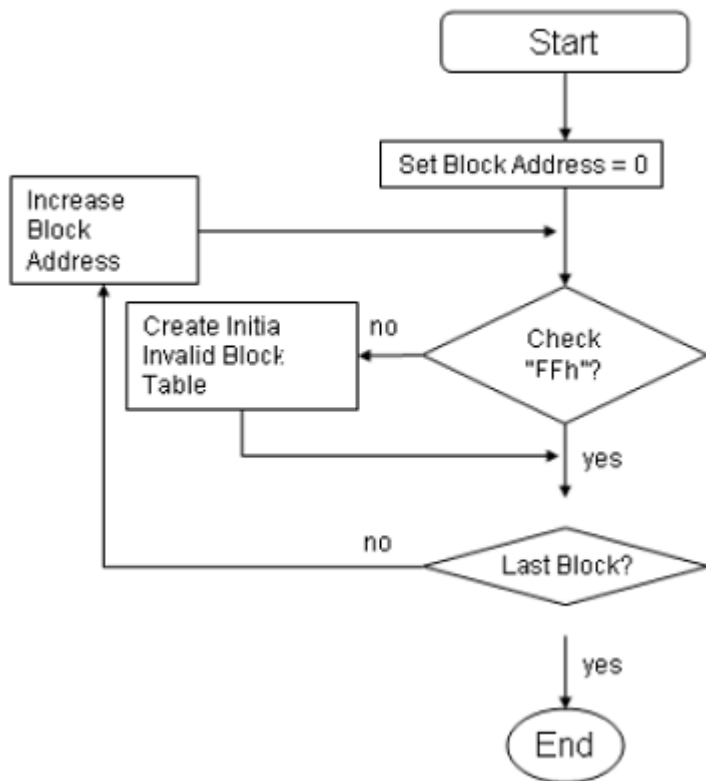 Start
Set Block Address = 0
Increase
Block
Address
Create Initia
Invalid Block
Table
no
Check
"FFh"?
yes
no
Last Block?
yes
End